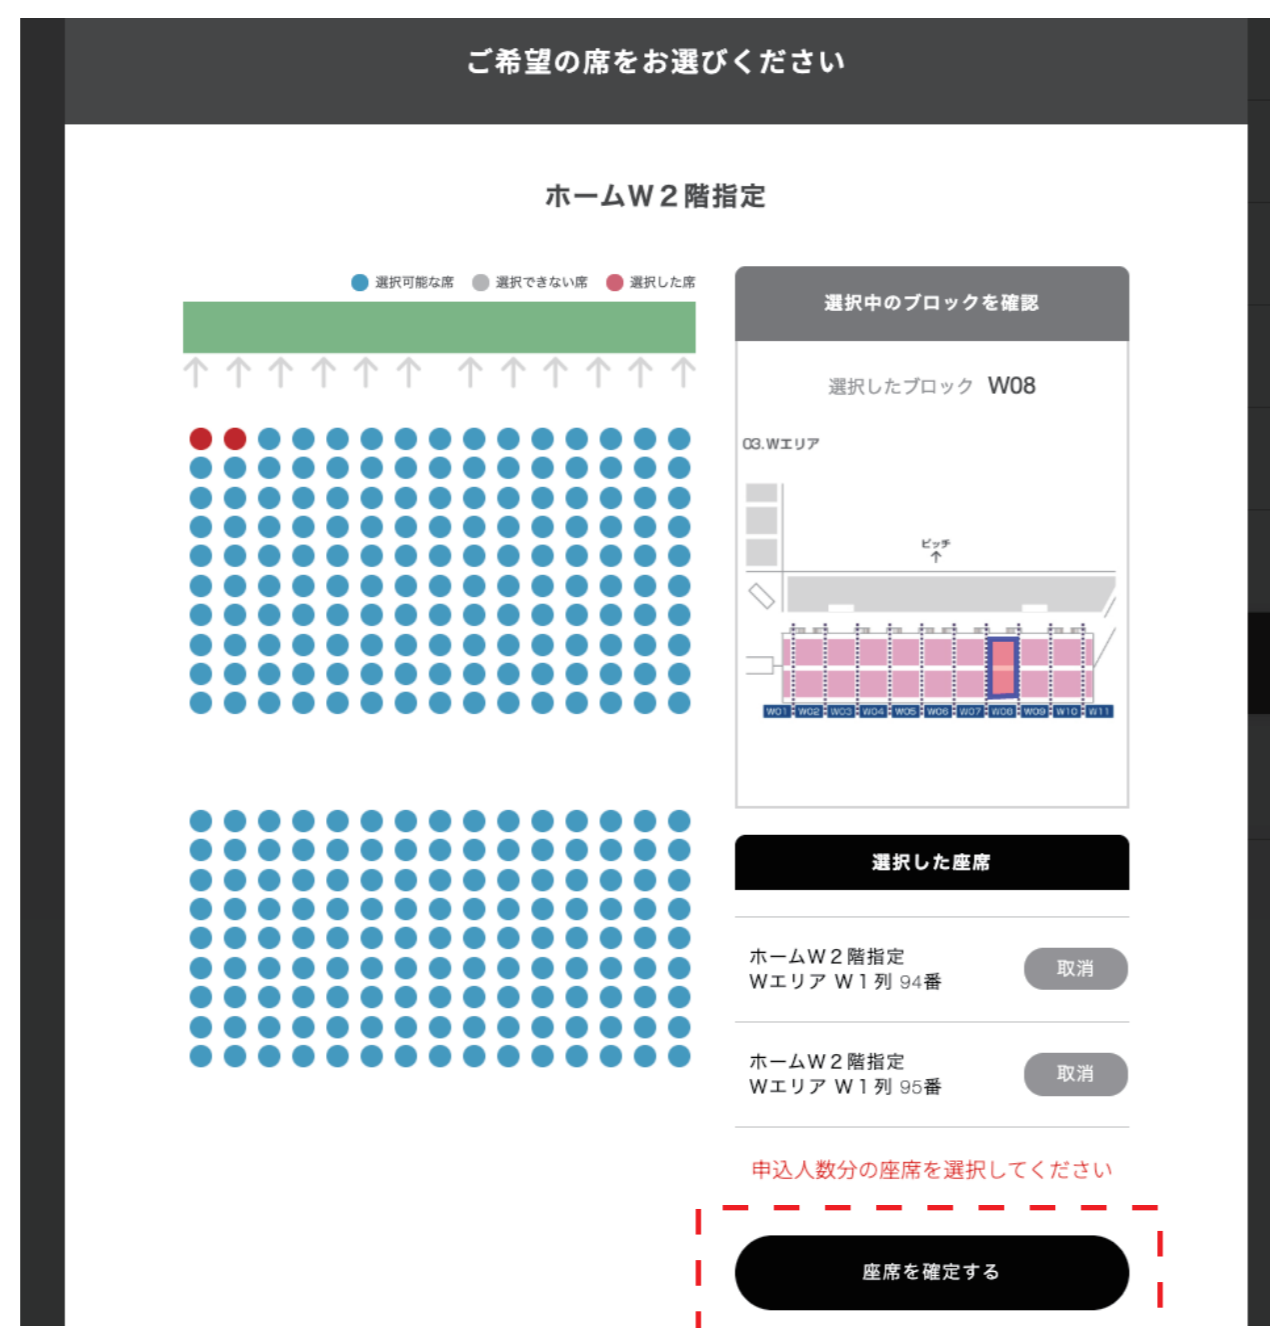 ご希望の席をお選びください
ホームW２階指定
選択可能な席 選択できない席 選択した席
選択中のブロックを確認
選択したブロック W08
03.Wエリア
ピッチ
W01 W02 W03 W04 W05 W06 W07 W08 W09 W10 W11
選択した座席
ホームW２階指定
Wエリア W１列 94番
取消
ホームW２階指定
Wエリア W１列 95番
取消
申込人数分の座席を選択してください
座席を確定する